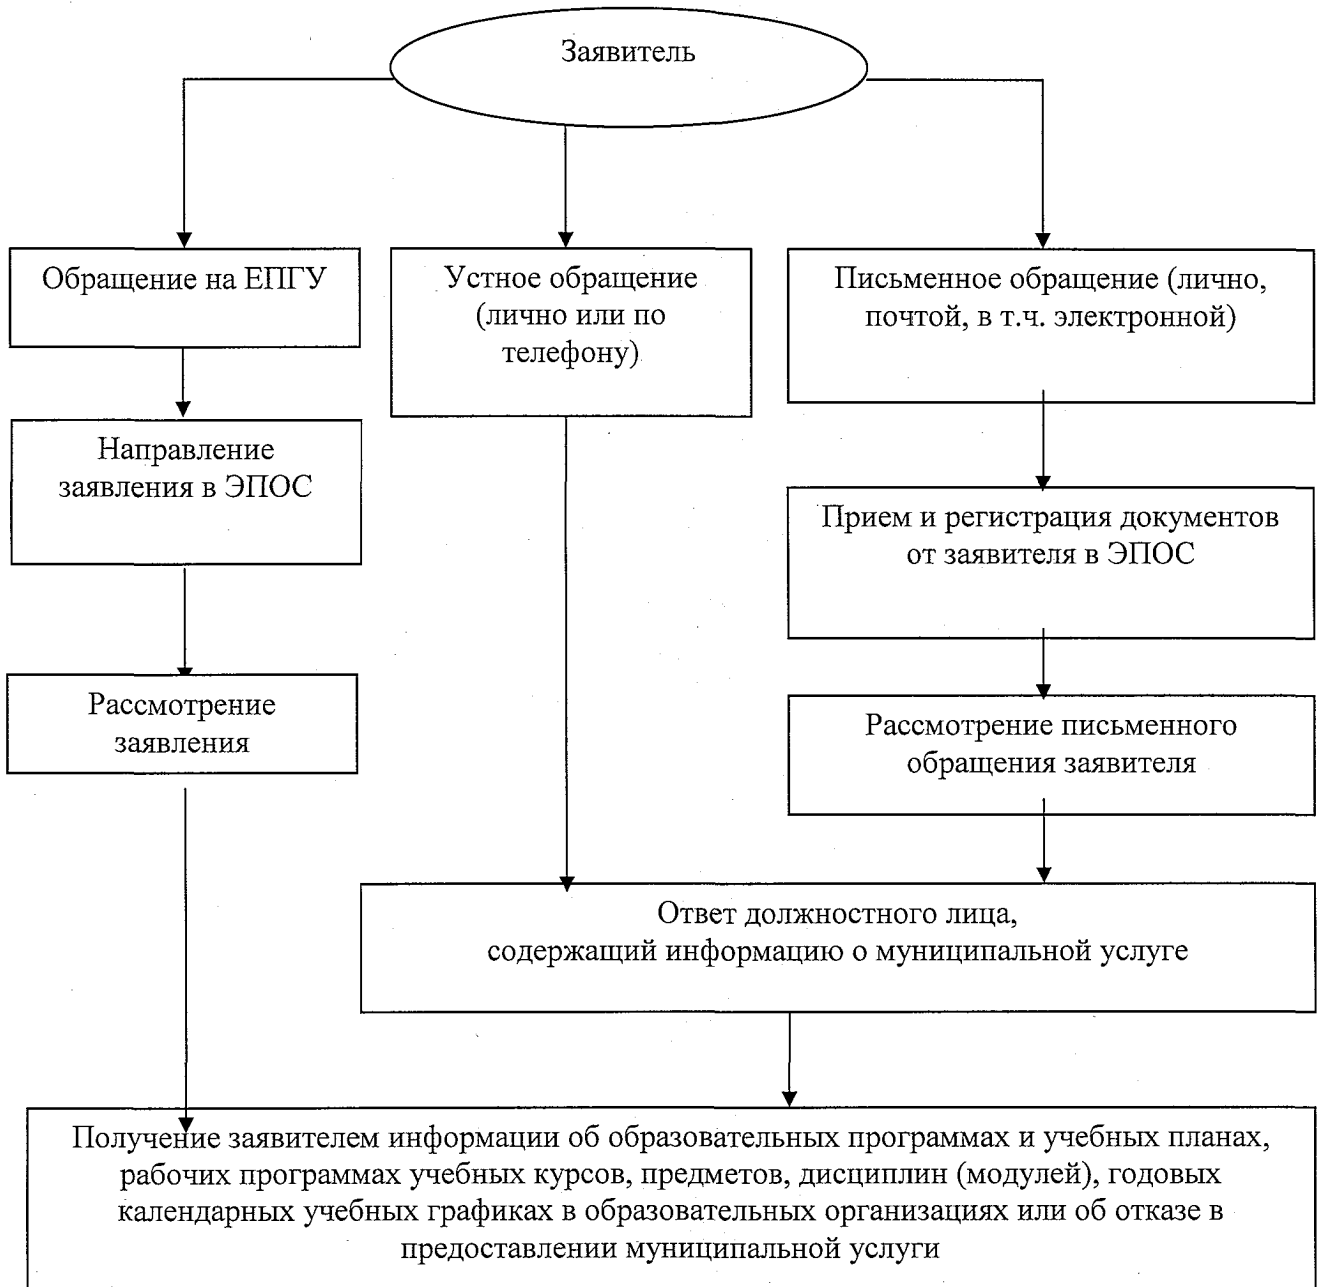 Заявитель
Обращение на ЕПГУ
Устное обращение
(лично или по
телефону)
Письменное обращение (лично,
почтой, в т.ч. электронной)
Направление
заявления в ЭПОС
Прием и регистрация документов
от заявителя в ЭПОС
Рассмотрение
заявления
Рассмотрение письменного
обращения заявителя
Ответ должностного лица,
содержащий информацию о муниципальной услуге
Получение заявителем информации об образовательных программах и учебных планах,
рабочих программах учебных курсов, предметов, дисциплин (модулей), годовых
календарных учебных графиках в образовательных организациях или об отказе в
предоставлении муниципальной услуги